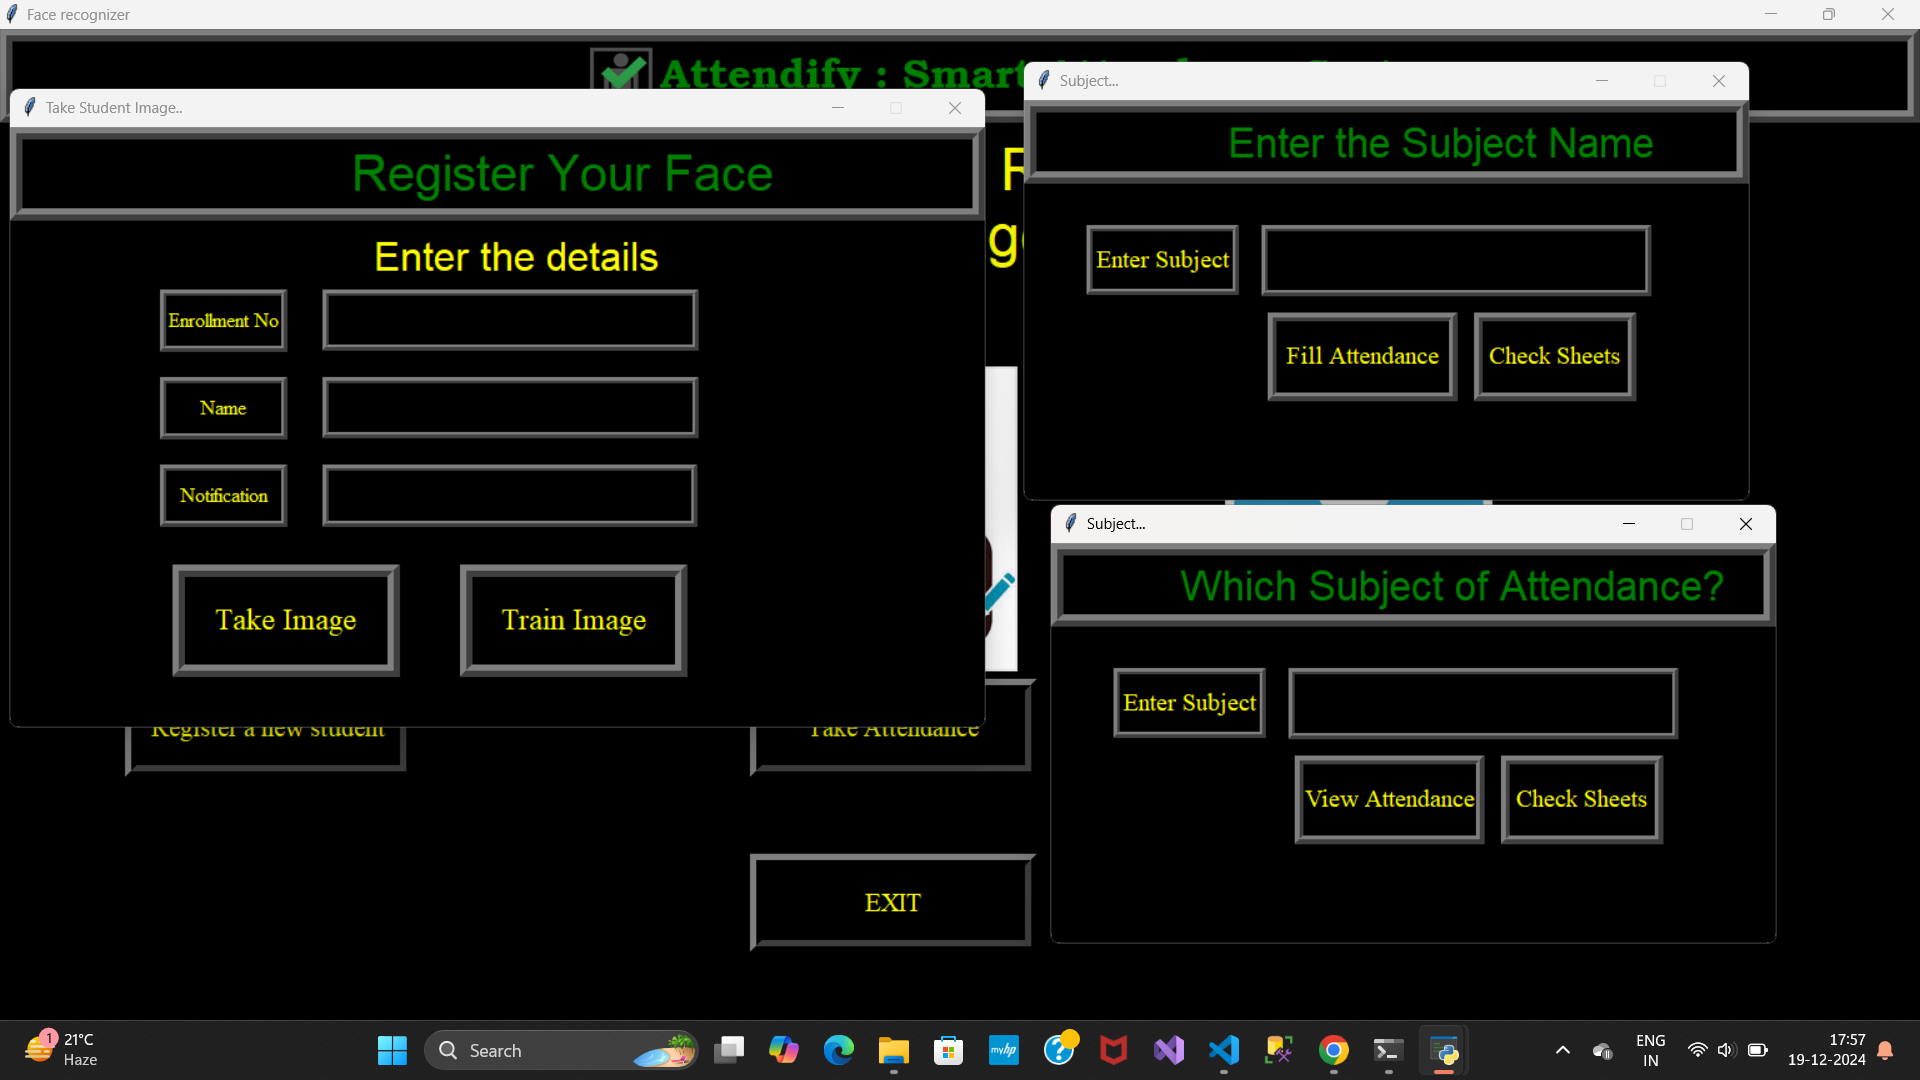 Face recognizer
Attendify : Smart
Take Student Image..
Register Your Face
Enter the details
Enrollment No
Name
Notification
Take Image
Train Image
Subject...
Enter the Subject Name
Enter Subject
Fill Attendance
Check Sheets
Subject...
Which Subject of Attendance?
Enter Subject
View Attendance
Check Sheets
Register a new student
Take Attendance
EXIT
1
21°C
Haze
Search
myhp
ENG
IN
17:57
19-12-2024